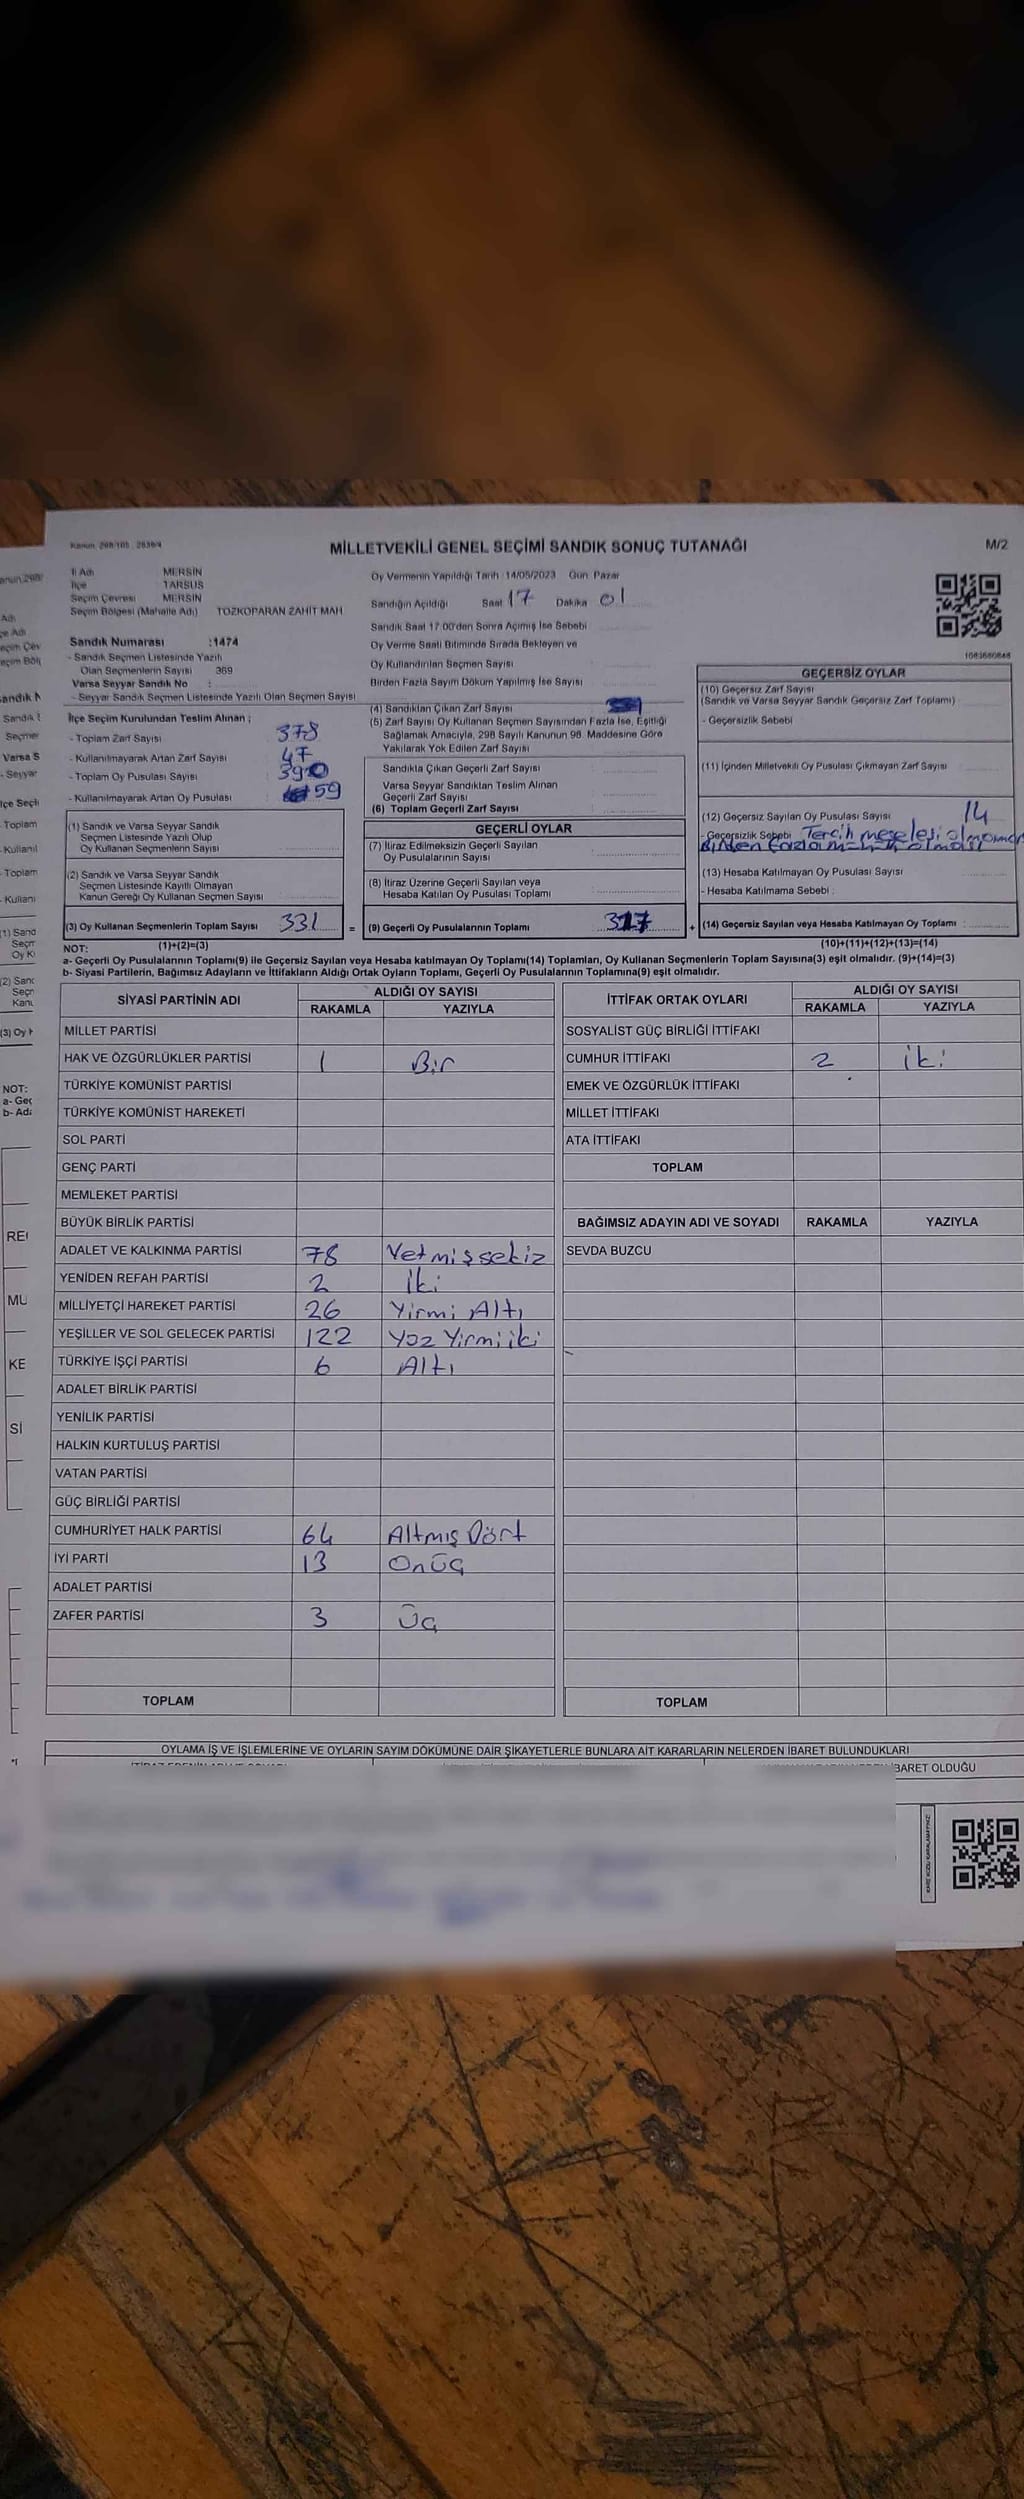 Kanun: 298/105 - 2839/4
MİLLETVEKİLİ GENEL SEÇİMİ SANDIK SONUÇ TUTANAĞI
M/2
İl Adı MERSİN
İlçe TARSUS
Seçim Çevresi MERSİN
Seçim Bölgesi (Mahalle Adı) TOZKOPARAN ZAHİT MAH.
Oy Vermenin Yapıldığı Tarih :14/05/2023 Gün: Pazar
Sandığın Açıldığı Saat 17 Dakika 01
Sandık Saat 17:00'den Sonra Açımış İse Sebebi
Oy Verme Saati Bitiminde Sırada Bekleyen ve
Oy Kullandırılan Seçmen Sayısı
Birden Fazla Sayım Döküm Yapılmış İse Sayısı
Sandık Numarası :1474
- Sandık Seçmen Listesinde Yazılı
Olan Seçmenlerin Sayısı 369
Varsa Seyyar Sandık No :
- Seyyar Sandık Seçmen Listesinde Yazılı Olan Seçmen Sayısı
İlçe Seçim Kurulundan Teslim Alınan ;
- Toplam Zarf Sayısı 378
- Kullanılmayarak Artan Zarf Sayısı 47
- Toplam Oy Pusulası Sayısı 390
- Kullanılmayarak Artan Oy Pusulası 59
(1) Sandık ve Varsa Seyyar Sandık
Seçmen Listesinde Yazılı Olup
Oy Kullanan Seçmenlerin Sayısı
(2) Sandık ve Varsa Seyyar Sandık
Seçmen Listesinde Kayıtlı Olmayan
Kanun Gereği Oy Kullanan Seçmen Sayısı
(3) Oy Kullanan Seçmenlerin Toplam Sayısı 331 =
(4) Sandıktan Çıkan Zarf Sayısı
(5) Zarf Sayısı Oy Kullanan Seçmen Sayısından Fazla İse, Eşitliği
Sağlamak Amacıyla, 298 Sayılı Kanunun 98. Maddesine Göre
Yakılarak Yok Edilen Zarf Sayısı
Sandıkta Çıkan Geçerli Zarf Sayısı
Varsa Seyyar Sandıktan Teslim Alınan
Geçerli Zarf Sayısı
(6) Toplam Geçerli Zarf Sayısı
GEÇERLİ OYLAR
(7) İtiraz Edilmeksizin Geçerli Sayılan
Oy Pusulalarının Sayısı
(8) İtiraz Üzerine Geçerli Sayılan veya
Hesaba Katılan Oy Pusulası Toplamı
(9) Geçerli Oy Pusulalarının Toplamı 317 +
1083680848
GEÇERSİZ OYLAR
(10) Geçersiz Zarf Sayısı
(Sandık ve Varsa Seyyar Sandık Geçersiz Zarf Toplamı)
- Geçersizlik Sebebi
(11) İçinden Milletvekili Oy Pusulası Çıkmayan Zarf Sayısı
(12) Geçersiz Sayılan Oy Pusulası Sayısı 14
- Geçersizlik Sebebi Tercih meselesi
(13) Hesaba Katılmayan Oy Pusulası Sayısı
- Hesaba Katılmama Sebebi :
(14) Geçersiz Sayılan veya Hesaba Katılmayan Oy Toplamı :
NOT: (1)+(2)=(3) (10)+(11)+(12)+(13)=(14)
a- Geçerli Oy Pusulalarının Toplamı(9) ile Geçersiz Sayılan veya Hesaba katılmayan Oy Toplamı(14) Toplamları, Oy Kullanan Seçmenlerin Toplam Sayısına(3) eşit olmalıdır. (9)+(14)=(3)
b- Siyasi Partilerin, Bağımsız Adayların ve İttifakların Aldığı Ortak Oyların Toplamı, Geçerli Oy Pusulalarının Toplamına(9) eşit olmalıdır.
SİYASİ PARTİNİN ADI ALDIĞI OY SAYISI
RAKAMLA YAZIYLA
MİLLET PARTİSİ
HAK VE ÖZGÜRLÜKLER PARTİSİ 1 Bir
TÜRKİYE KOMÜNİST PARTİSİ
TÜRKİYE KOMÜNİST HAREKETİ
SOL PARTİ
GENÇ PARTİ
MEMLEKET PARTİSİ
BÜYÜK BİRLİK PARTİSİ
ADALET VE KALKINMA PARTİSİ 78 Yetmişsekiz
YENİDEN REFAH PARTİSİ 2 İki
MİLLİYETÇİ HAREKET PARTİSİ 26 Yirmi Altı
YEŞİLLER VE SOL GELECEK PARTİSİ 122 Yüz Yirmi iki
TÜRKİYE İŞÇİ PARTİSİ 6 Altı
ADALET BİRLİK PARTİSİ
YENİLİK PARTİSİ
HALKIN KURTULUŞ PARTİSİ
VATAN PARTİSİ
GÜÇ BİRLİĞİ PARTİSİ
CUMHURİYET HALK PARTİSİ 64 Altmış Dört
İYİ PARTİ 13 Onüç
ADALET PARTİSİ
ZAFER PARTİSİ 3 Üç
TOPLAM
İTTİFAK ORTAK OYLARI ALDIĞI OY SAYISI
RAKAMLA YAZIYLA
SOSYALİST GÜÇ BİRLİĞİ İTTİFAKI
CUMHUR İTTİFAKI 2 İki
EMEK VE ÖZGÜRLÜK İTTİFAKI
MİLLET İTTİFAKI
ATA İTTİFAKI
TOPLAM
BAĞIMSIZ ADAYIN ADI VE SOYADI RAKAMLA YAZIYLA
SEVDA BUZCU
TOPLAM
OYLAMA İŞ VE İŞLEMLERİNE VE OYLARIN SAYIM DÖKÜMÜNE DAİR ŞİKAYETLERLE BUNLARA AİT KARARLARIN NELERDEN İBARET BULUNDUKLARI
BARET OLDUĞU